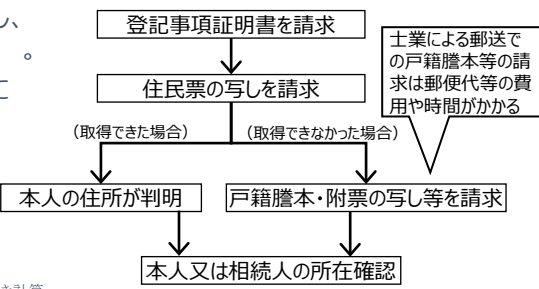 し、
。
に
登記事項証明書を請求
住民票の写しを請求
士業による郵送で
の戸籍謄本等の請
求は郵便代等の費
用や時間がかかる
(取得できた場合)
(取得できなかった場合)
本人の住所が判明
戸籍謄本・附票の写し等を請求
本人又は相続人の所在確認